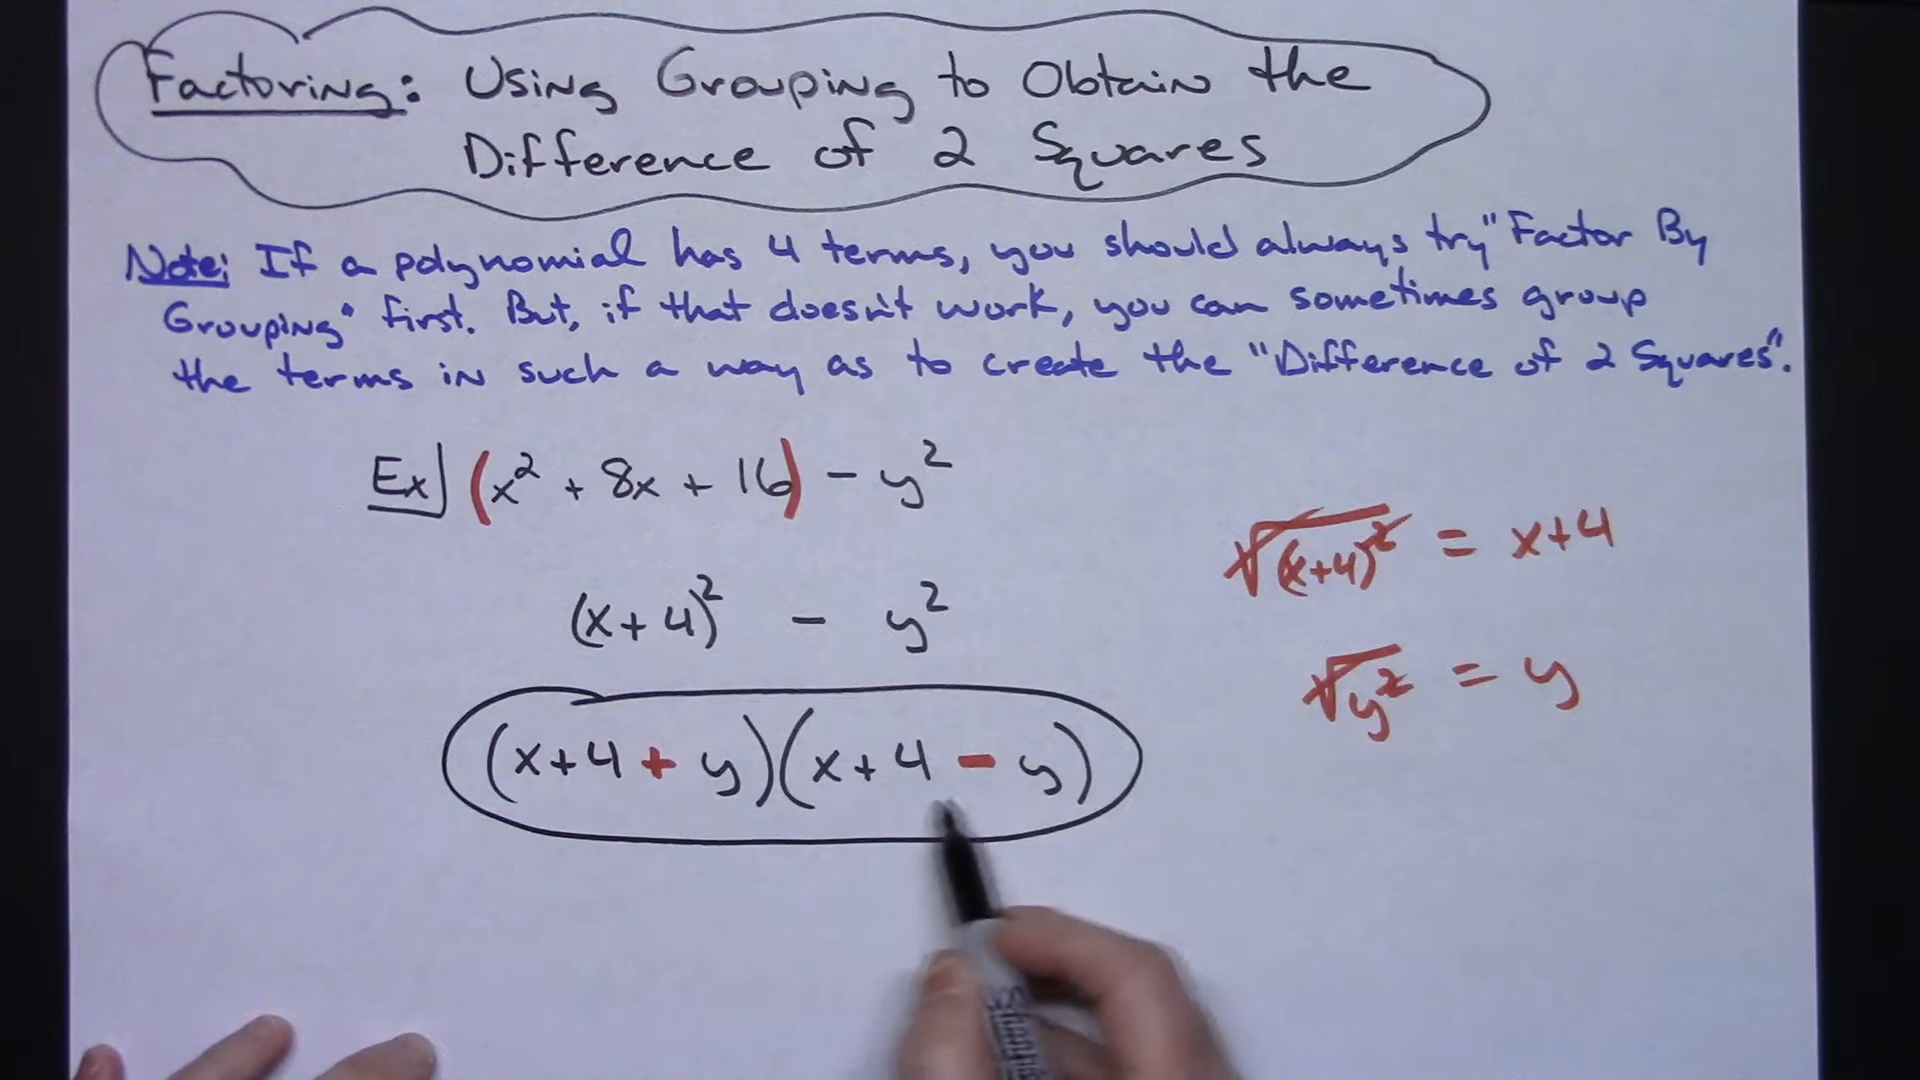 Factoring: Using Grouping to Obtain the
Difference of 2 Squares
Note: If a polynomial has 4 terms, you should always try "Factor By
Grouping" first. But, if that doesn't work, you can sometimes group
the terms in such a way as to create the "Difference of 2 Squares".
Ex] (x² + 8x + 16) - y²
√(x+4)² = x+4
(x+4)² - y²
√y² = y
(x+4 + y)(x+4 - y)
Sharpie